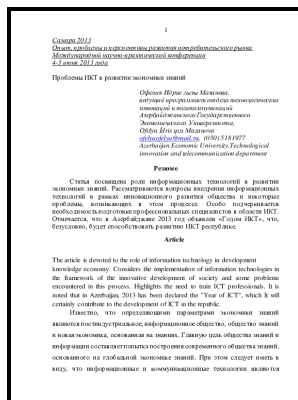 1
Самара 2013
Опыт, проблемы и перспективы развития потребительского рынка
Международной научно-практической конференции
4-5 июня 2013 года
Проблемы ИКТ в развитии экономики знаний
Офелия Идрис гызы Мазанова,
ведущий программист отдела технологических
инноваций и телекоммуникаций
Азербайджанского Государственного
Экономического Университета,
Ofelya İdris qızı Mazanova
ofelyaofelya@mail.ru, (050) 5181977
Azerbaijan Economic University,Technological
innovation and telecommunication department
Резюме
Статья посвящена роли информационных технологий в развитии
экономики знаний. Рассматриваются вопросы внедрения информационных
технологий в рамках инновационного развития общества и некоторые
проблемы, возникающих в этом процессе. Особо подчеркивается
необходимость подготовки профессиональных специалистов в области ИКТ.
Отмечается, что в Азербайджане 2013 год объявлен «Годом ИКТ», что,
безусловно, будет способствовать развитию ИКТ республике.
Article
The article is devoted to the role of information technology in development
knowledge economy. Considers the implementation of information technologies in
the framework of the innovative development of society and some problems
encountered in this process. Highlights the need to train ICT professionals. It is
noted that in Azerbaijan, 2013 has been declared the "Year of ICT", which It will
certainly contribute to the development of ICT in the republic.
Известно, что определяющими параметрами экономики знаний
являются постиндустриальное, информационное общество, общество знаний
и новая экономика, основанная на знаниях. Главную цель общества знаний и
информации составляет попытка построения современного общества знаний,
основанного на глобальной экономике знаний. При этом следует иметь в
виду, что информационные и коммуникационные технологии являются